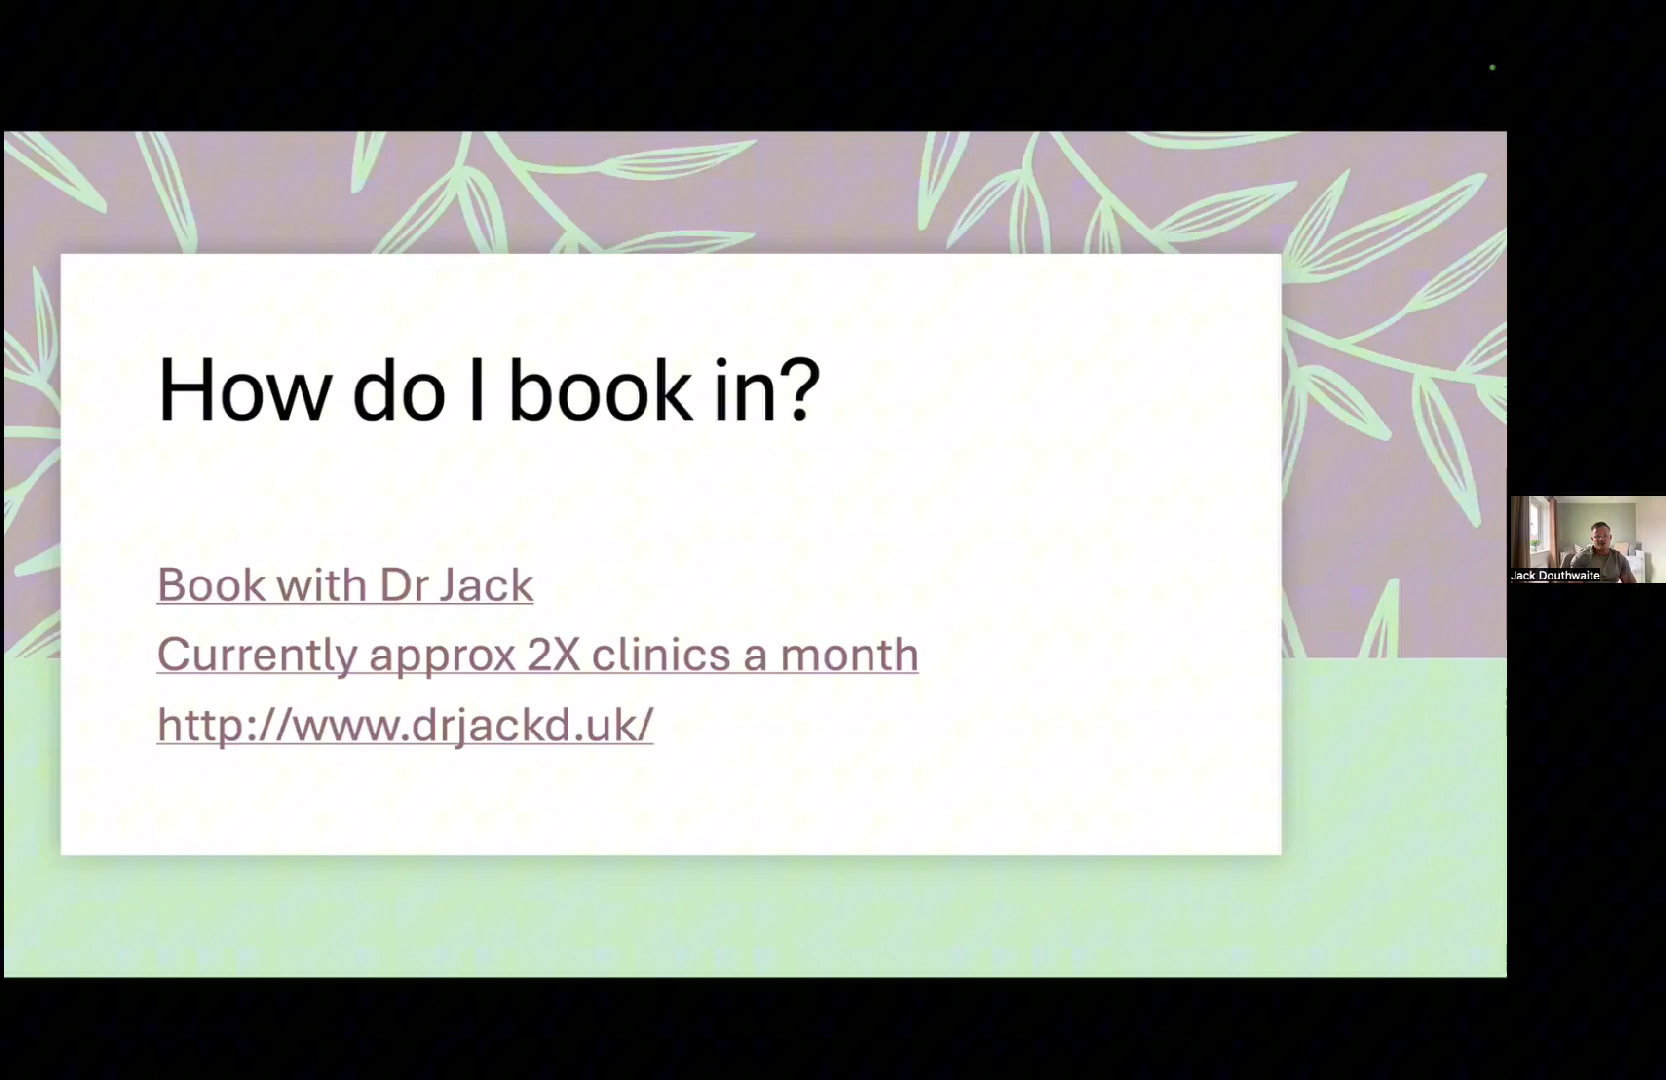 How do I book in?
Book with Dr Jack
Currently approx 2X clinics a month
http://www.drjackd.uk/
Jack Douthwaite